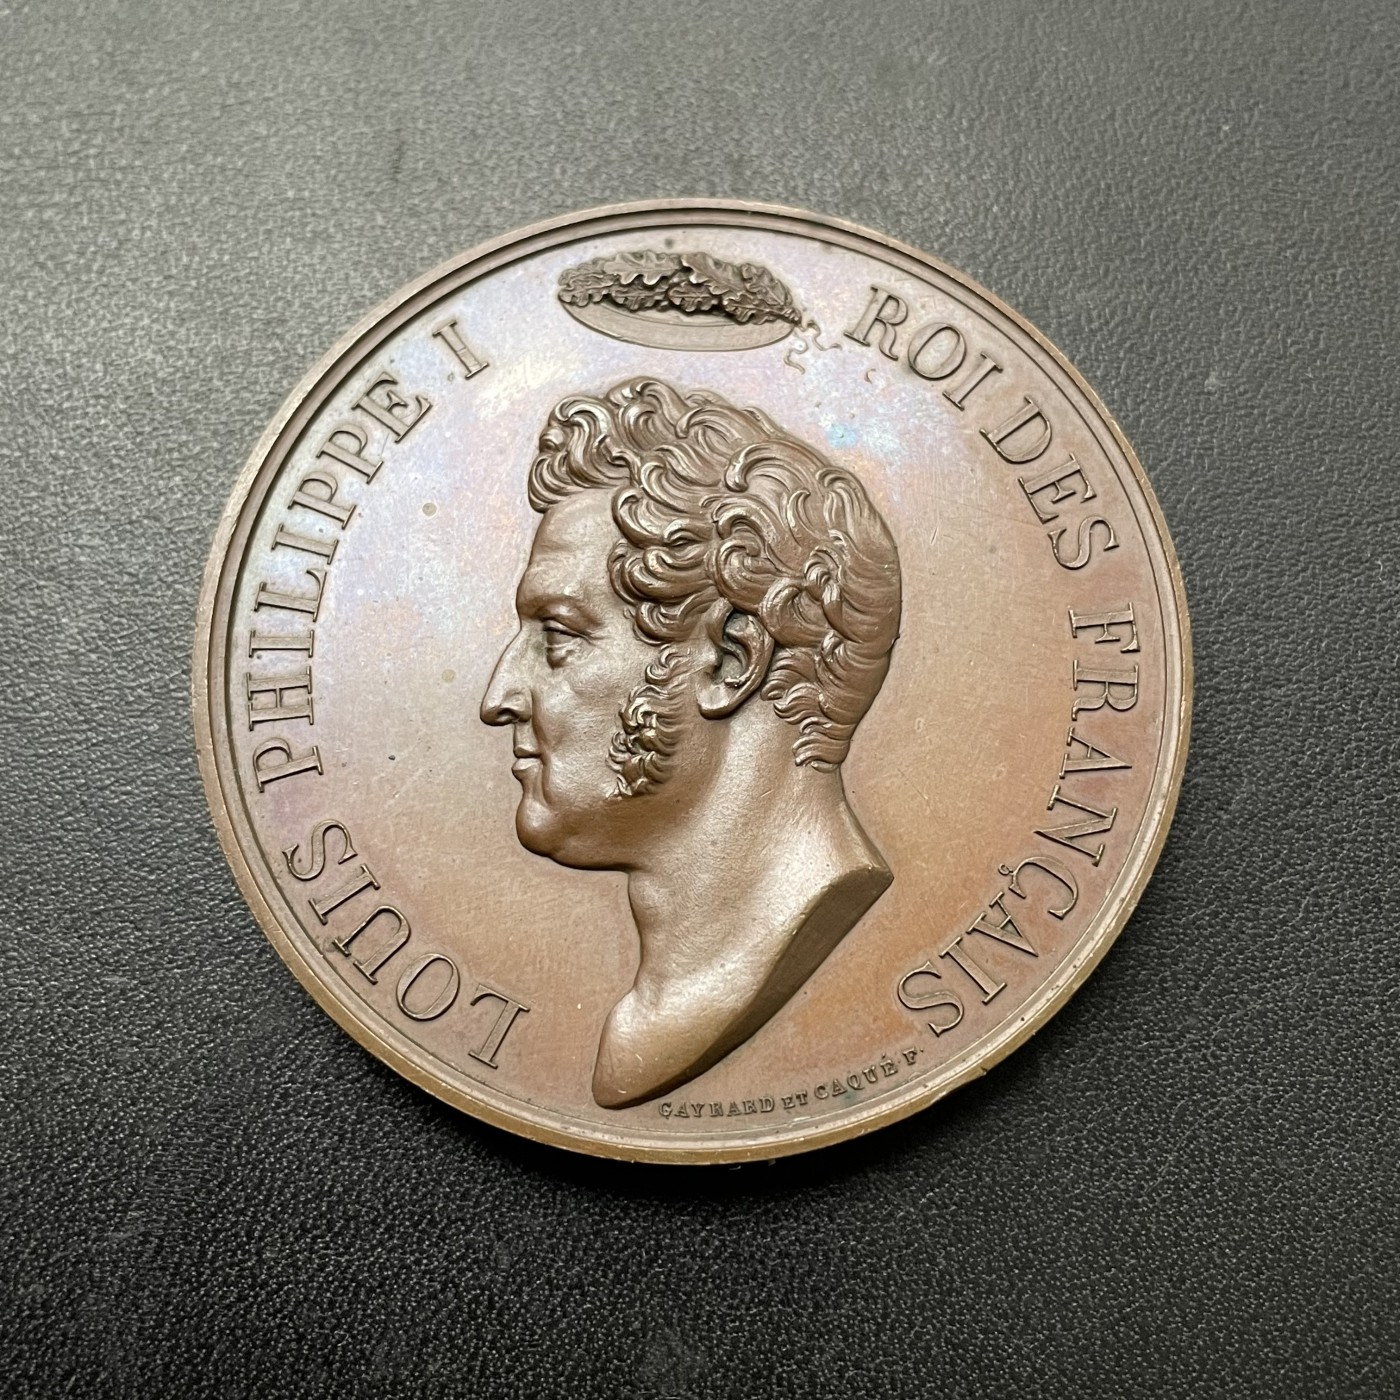 LOUIS PHILIPPE I ROI DES FRANÇAIS
GAYRARD ET CAQUÉ F.